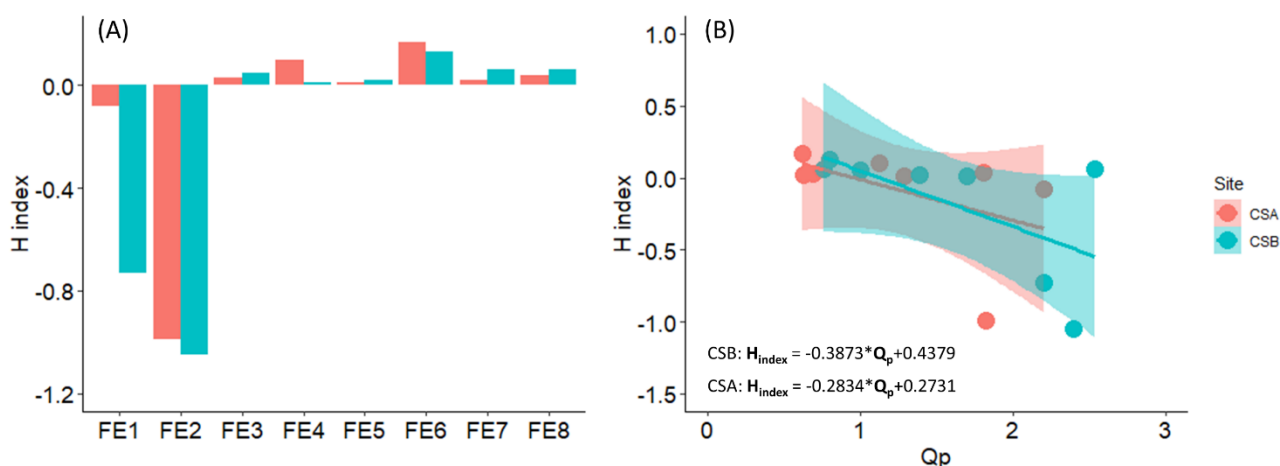 (A)
H index
0.0
-0.4
-0.8
-1.2
FE1 FE2 FE3 FE4 FE5 FE6 FE7 FE8
(B)
H index
1.0
0.5
0.0
-0.5
-1.0
-1.5
CSB: Hindex = -0.3873*Qp+0.4379
CSA: Hindex = -0.2834*Qp+0.2731
0 1 2 3
Qp
Site
CSA
CSB